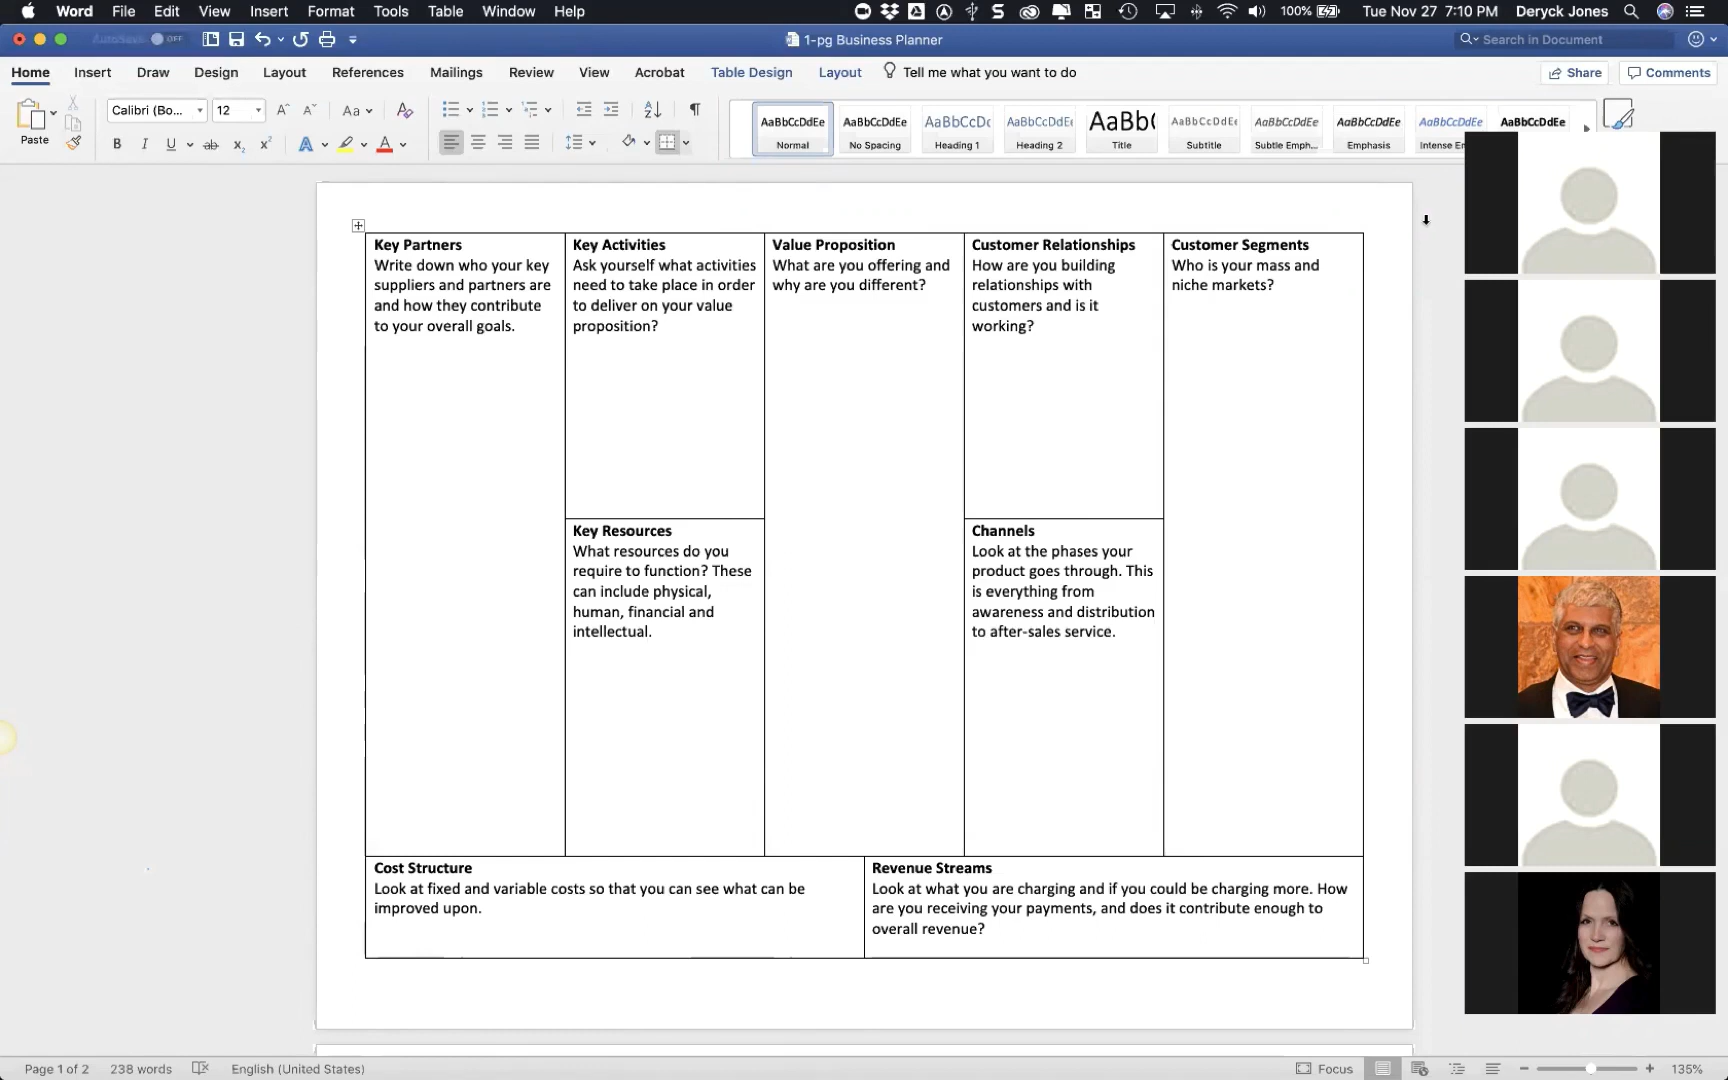 Word File Edit View Insert Format Tools Table Window Help 100% Tue Nov 27 7:10 PM Deryck Jones
AutoSave OFF 1-pg Business Planner Search in Document
Home Insert Draw Design Layout References Mailings Review View Acrobat Table Design Layout Tell me what you want to do Share Comments
Paste
Calibri (Bo... 12
AaBbCcDdEe AaBbCcDdEe AaBbCcDc AaBbCcDdEe AaBb( AaBbCcDdEe AaBbCcDdEe AaBbCcDdEe AaBbCcDdEe AaBbCcDdEe
Normal No Spacing Heading 1 Heading 2 Title Subtitle Subtle Emph... Emphasis Intense Em
Key Partners
Write down who your key
suppliers and partners are
and how they contribute
to your overall goals.
Key Activities
Ask yourself what activities
need to take place in order
to deliver on your value
proposition?
Key Resources
What resources do you
require to function? These
can include physical,
human, financial and
intellectual.
Value Proposition
What are you offering and
why are you different?
Customer Relationships
How are you building
relationships with
customers and is it
working?
Channels
Look at the phases your
product goes through. This
is everything from
awareness and distribution
to after-sales service.
Customer Segments
Who is your mass and
niche markets?
Cost Structure
Look at fixed and variable costs so that you can see what can be
improved upon.
Revenue Streams
Look at what you are charging and if you could be charging more. How
are you receiving your payments, and does it contribute enough to
overall revenue?
Page 1 of 2 238 words English (United States) Focus 135%